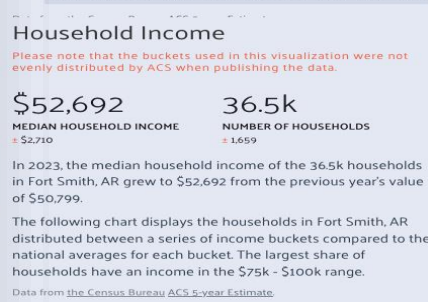 Household Income
Please note that the buckets used in this visualization were not
evenly distributed by ACS when publishing the data.
$52,692 36.5k
MEDIAN HOUSEHOLD INCOME NUMBER OF HOUSEHOLDS
± $2,710 ± 1,659
In 2023, the median household income of the 36.5k households
in Fort Smith, AR grew to $52,692 from the previous year's value
of $50,799.
The following chart displays the households in Fort Smith, AR
distributed between a series of income buckets compared to the
national averages for each bucket. The largest share of
households have an income in the $75k - $100k range.
Data from the Census Bureau ACS 5-year Estimate.